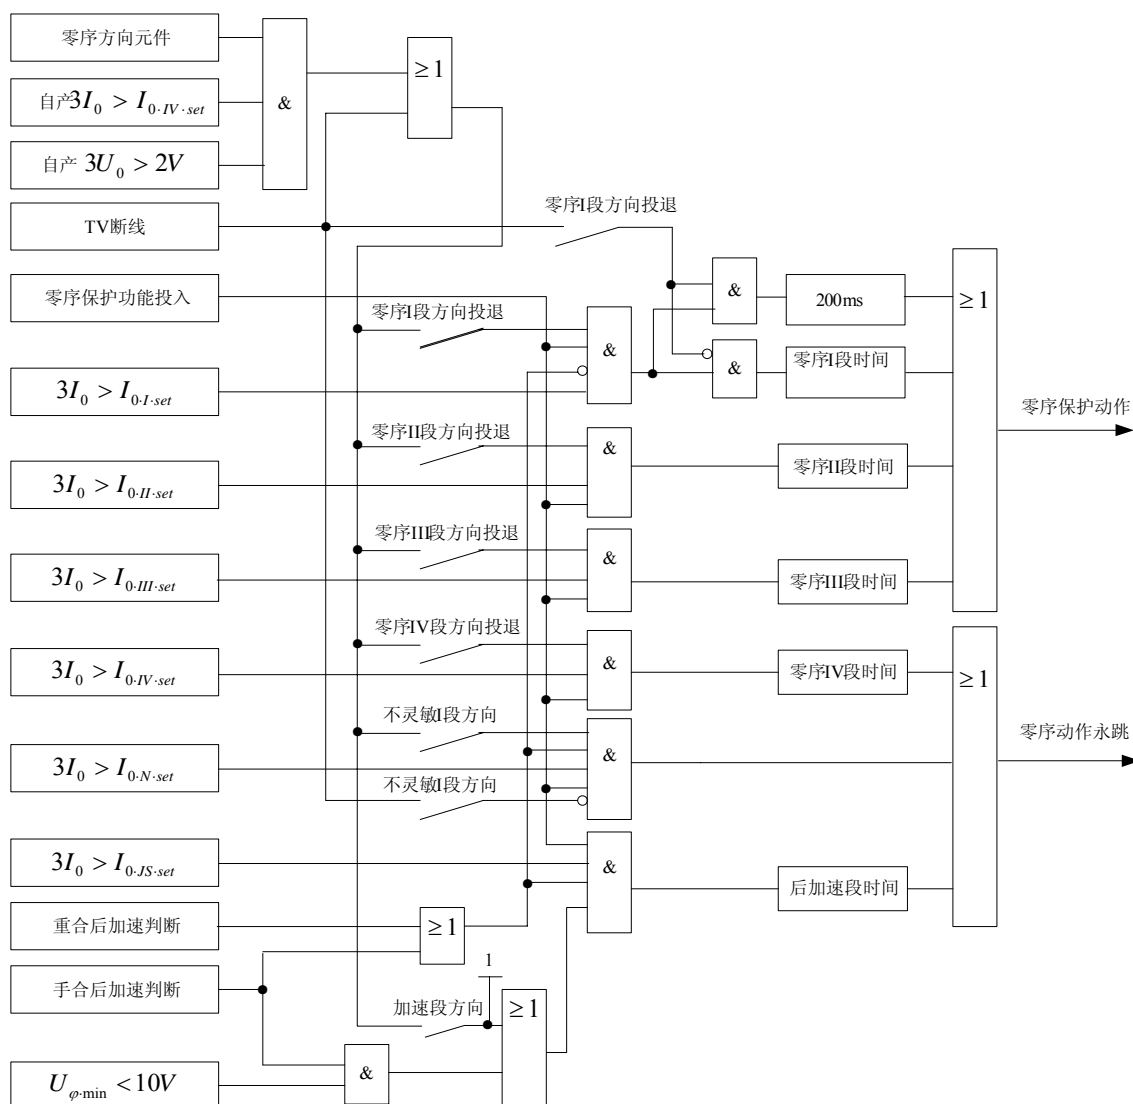 零序方向元件
≥1
自产3I₀ > I₀·IV·set
&
自产 3U₀ > 2V
零序I段方向投退
TV断线
零序保护功能投入
&
200ms
≥1
零序I段方向投退
&
&
零序I段时间
3I₀ > I₀·I·set
零序保护动作
零序II段方向投退
&
零序II段时间
3I₀ > I₀·II·set
零序III段方向投退
&
零序III段时间
3I₀ > I₀·III·set
零序IV段方向投退
&
零序IV段时间
≥1
3I₀ > I₀·IV·set
不灵敏I段方向
&
零序动作永跳
3I₀ > I₀·N·set
不灵敏I段方向
3I₀ > I₀·JS·set
&
后加速段时间
重合后加速判断
≥1
1
手合后加速判断
加速段方向
≥1
&
Uφ·min < 10V